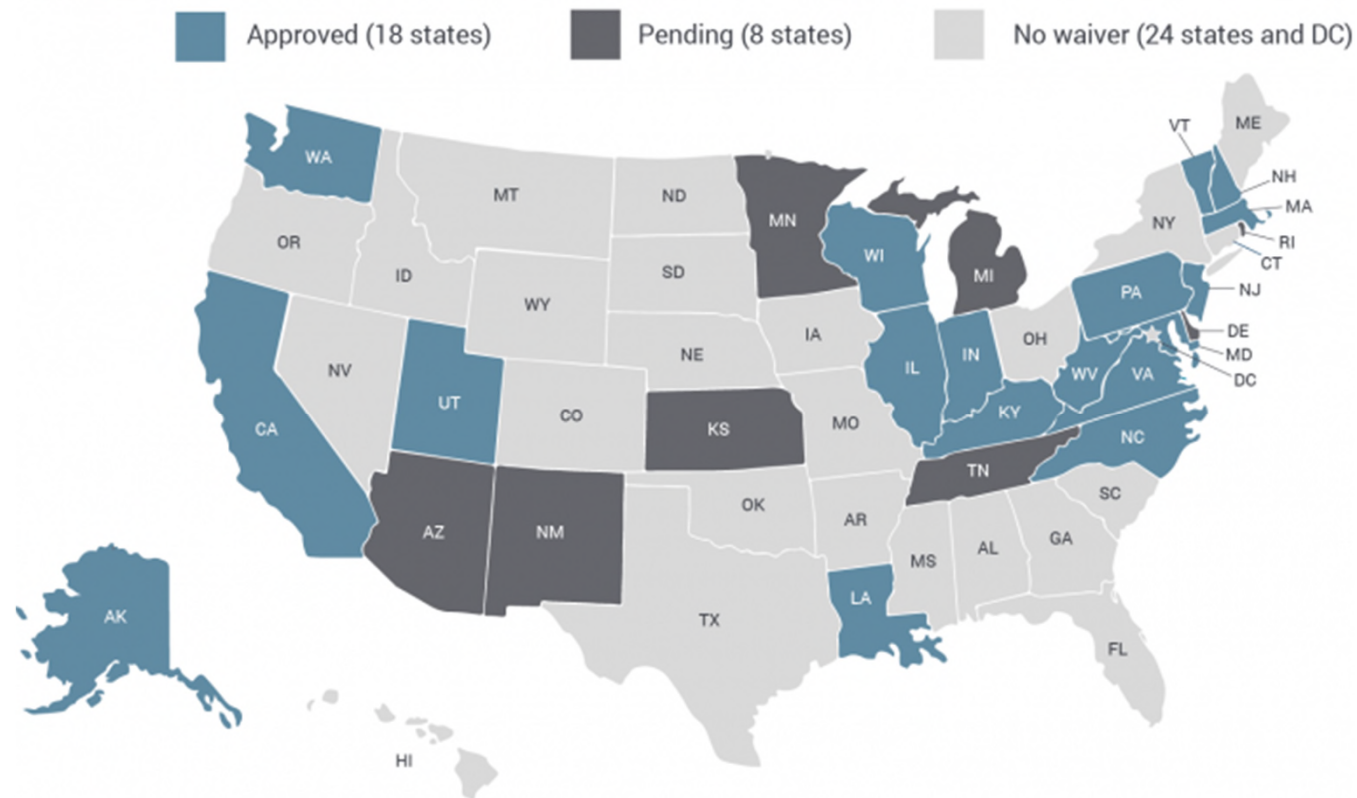 Approved (18 states)
Pending (8 states)
No waiver (24 states and DC)
ME
VT
WA
NH
MT
ND
MA
MN
NY
OR
RI
WI
CT
ID
SD
MI
NJ
PA
WY
DE
IA
OH
NE
IN
MD
IL
NV
WV
VA
DC
UT
CO
KY
KS
MO
CA
NC
TN
SC
OK
AR
AZ
NM
GA
AL
MS
LA
AK
TX
FL
HI